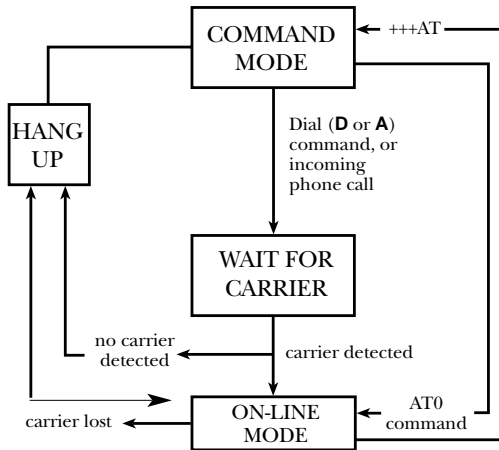 COMMAND
MODE
+++AT
HANG
UP
Dial (D or A)
command, or
incoming
phone call
WAIT FOR
CARRIER
no carrier
detected
carrier detected
carrier lost
ON-LINE
MODE
AT0
command